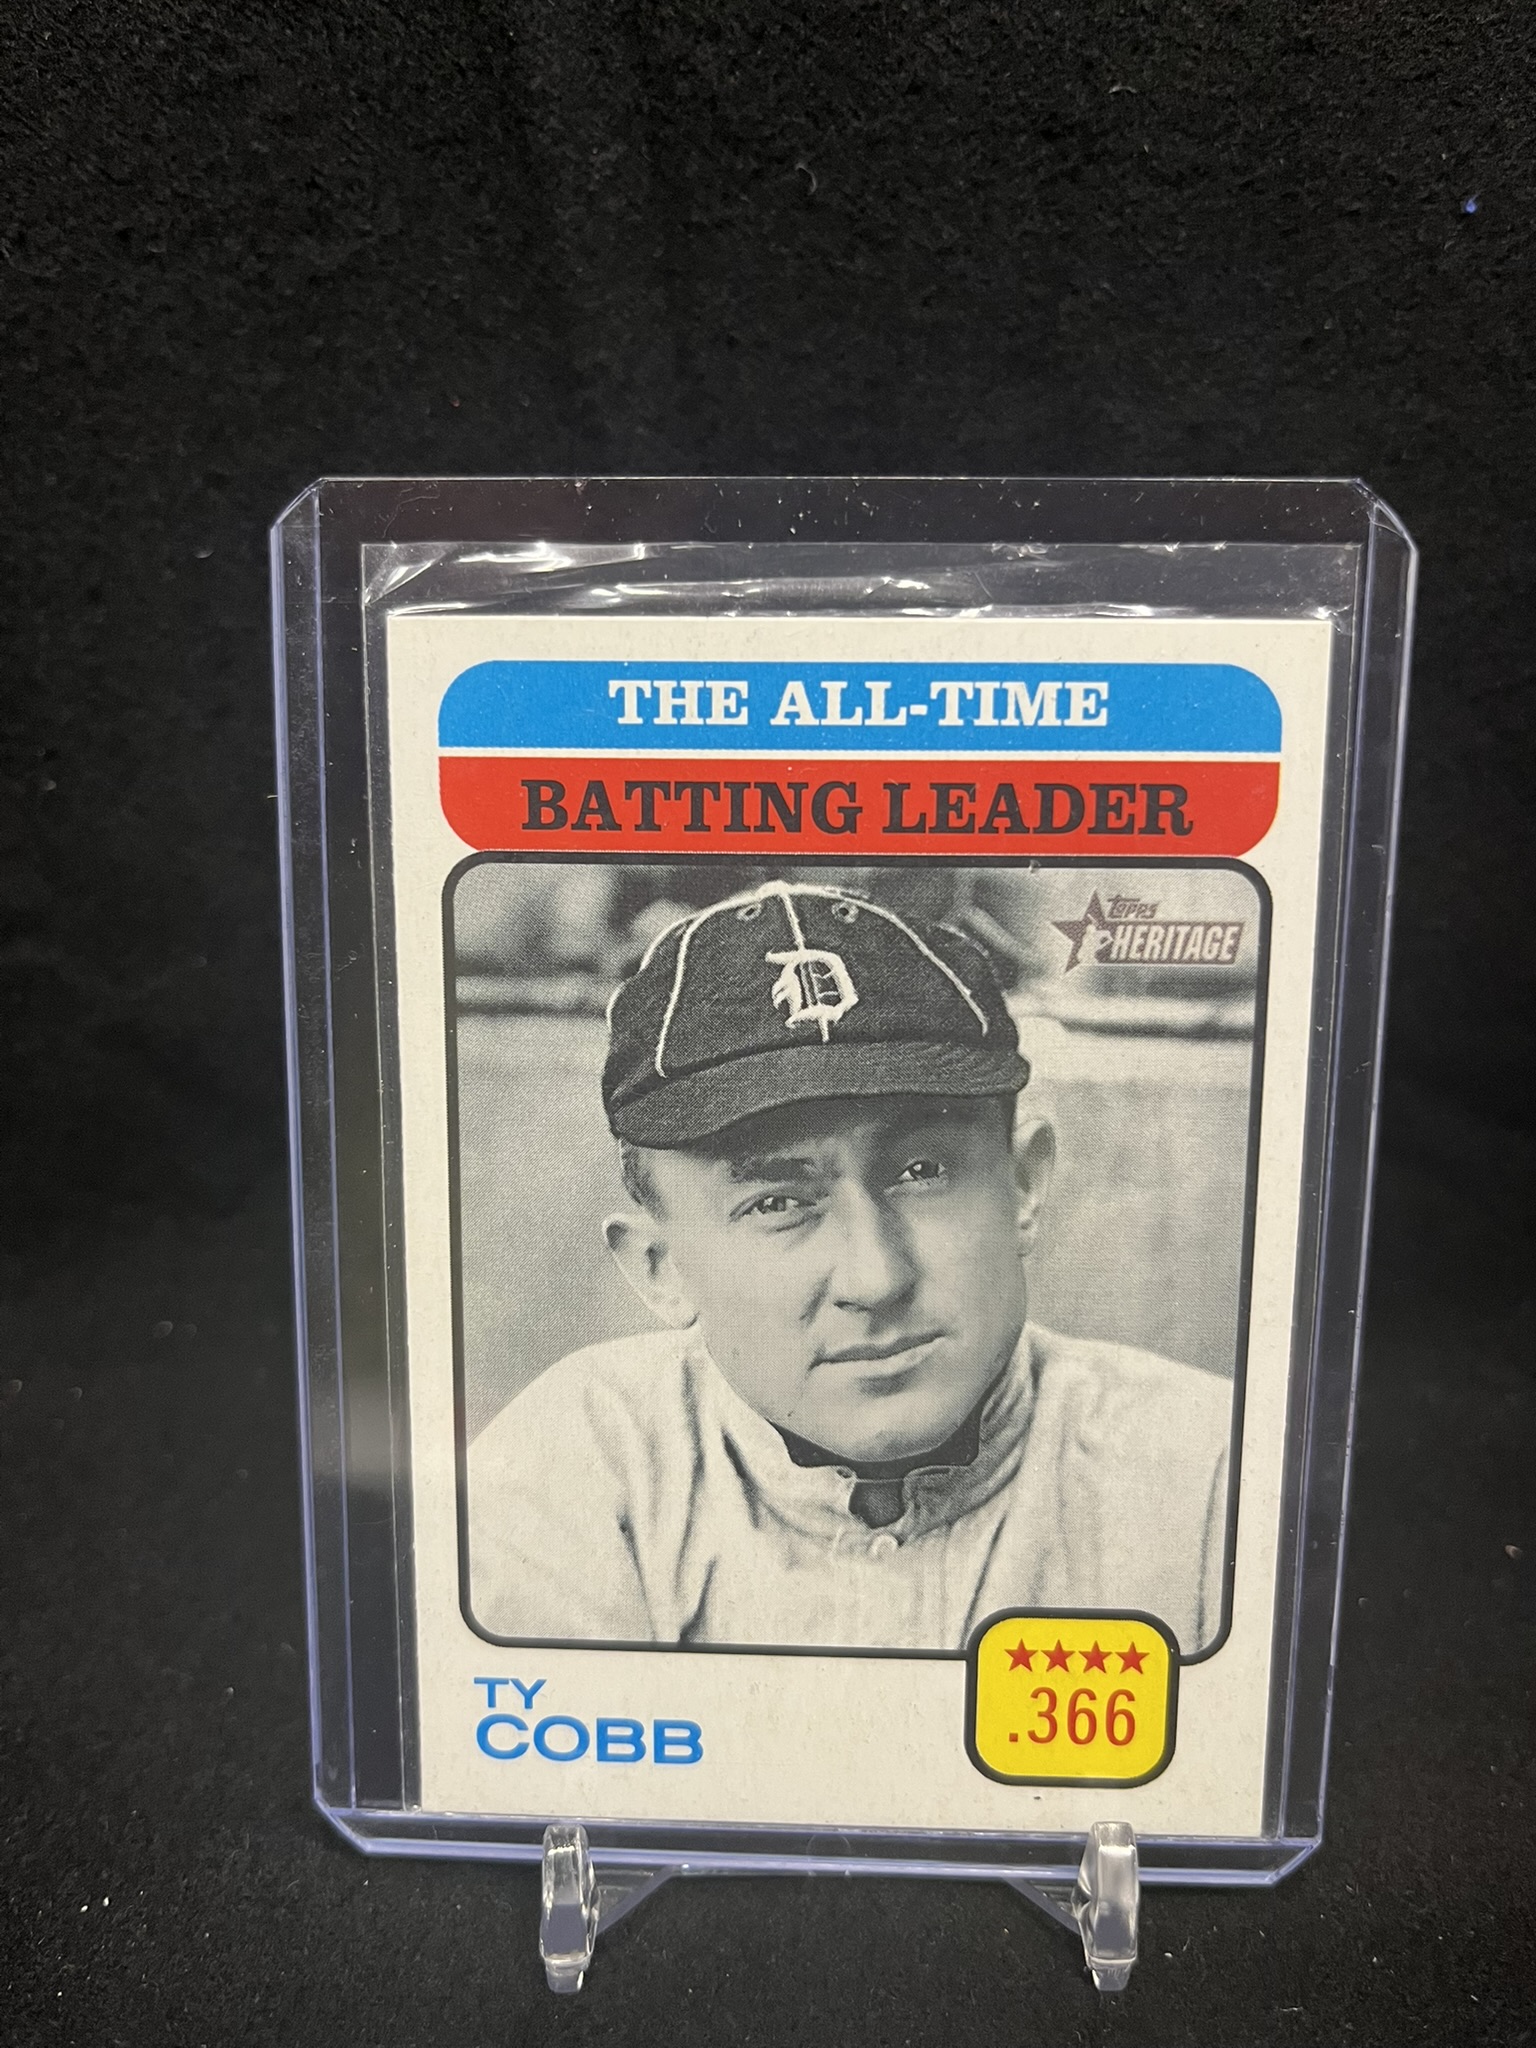 THE ALL-TIME
BATTING LEADER
D
Topps
HERITAGE
TY
COBB
.366